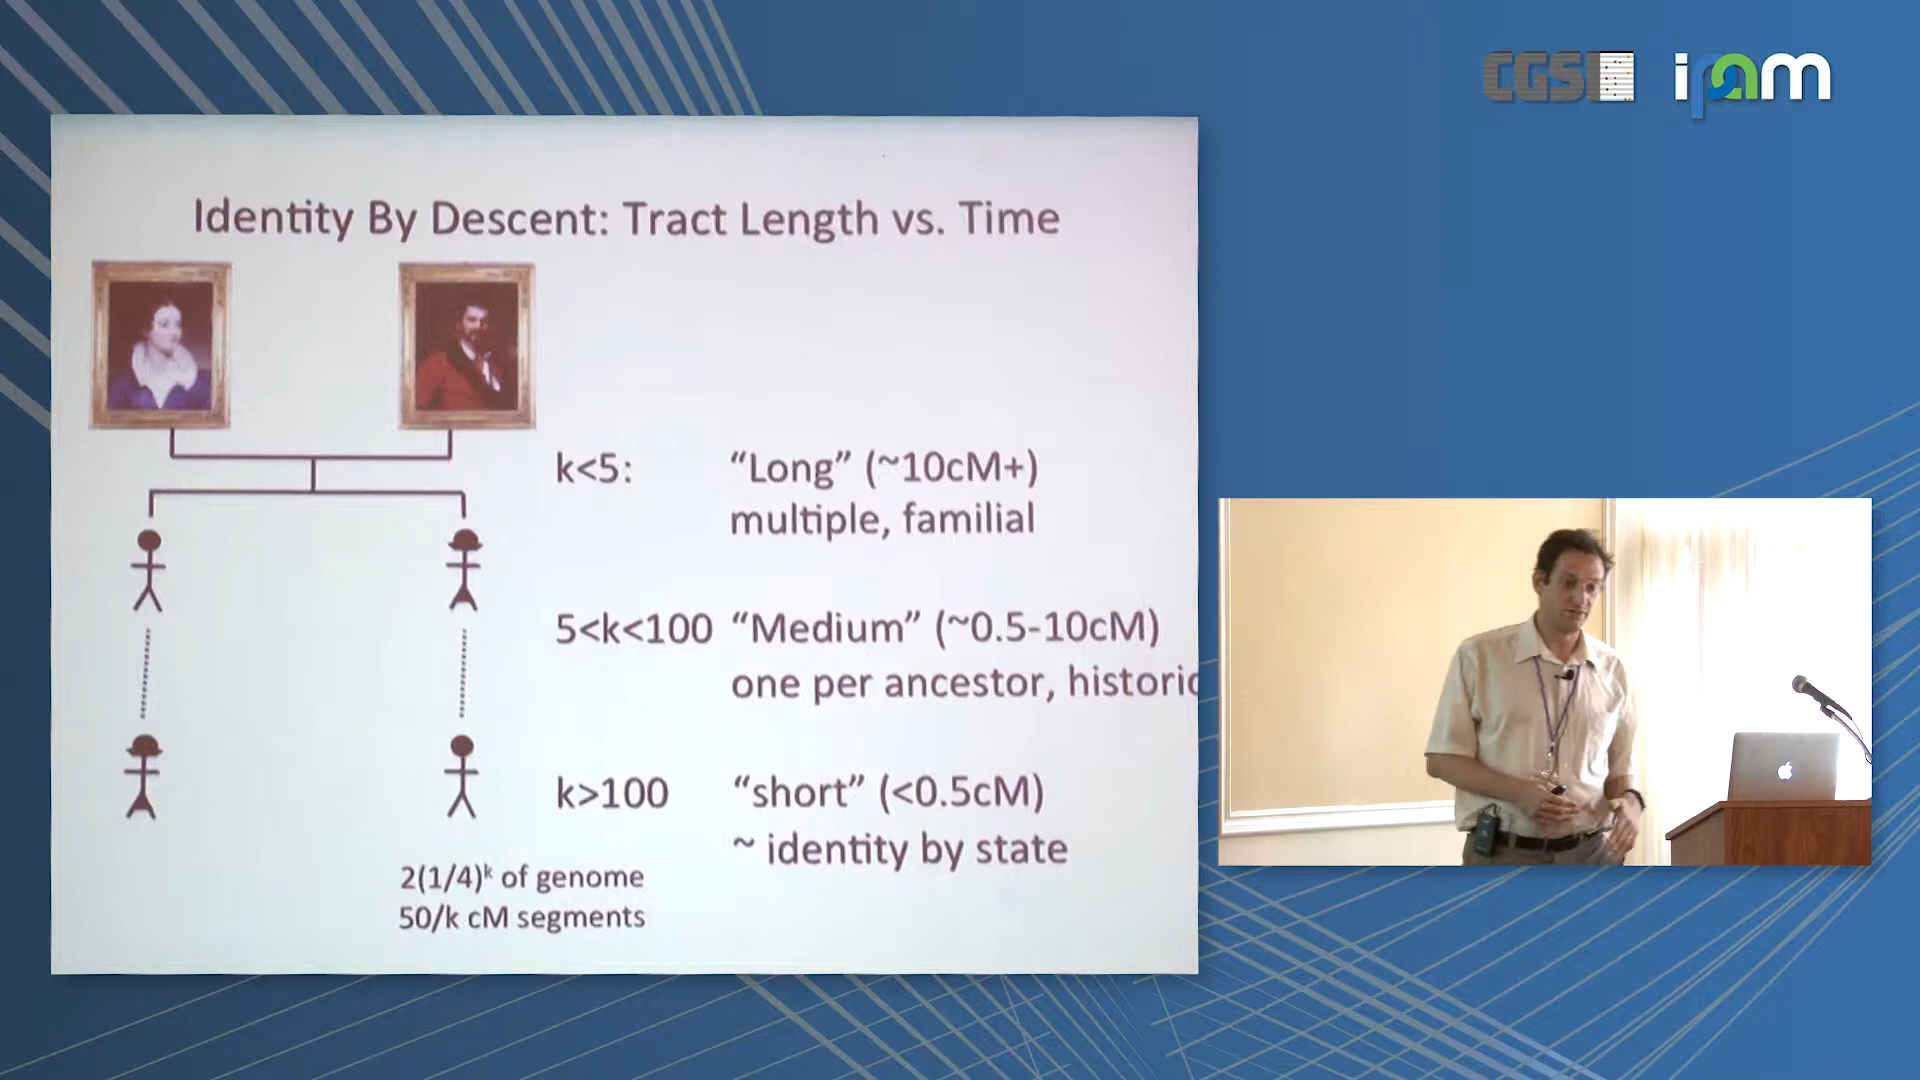 CGSI
ipam
Identity By Descent: Tract Length vs. Time
k<5: “Long” (~10cM+)
multiple, familial
5<k<100 “Medium” (~0.5-10cM)
one per ancestor, historic
k>100 “short” (<0.5cM)
~ identity by state
2(1/4)ᵏ of genome
50/k cM segments